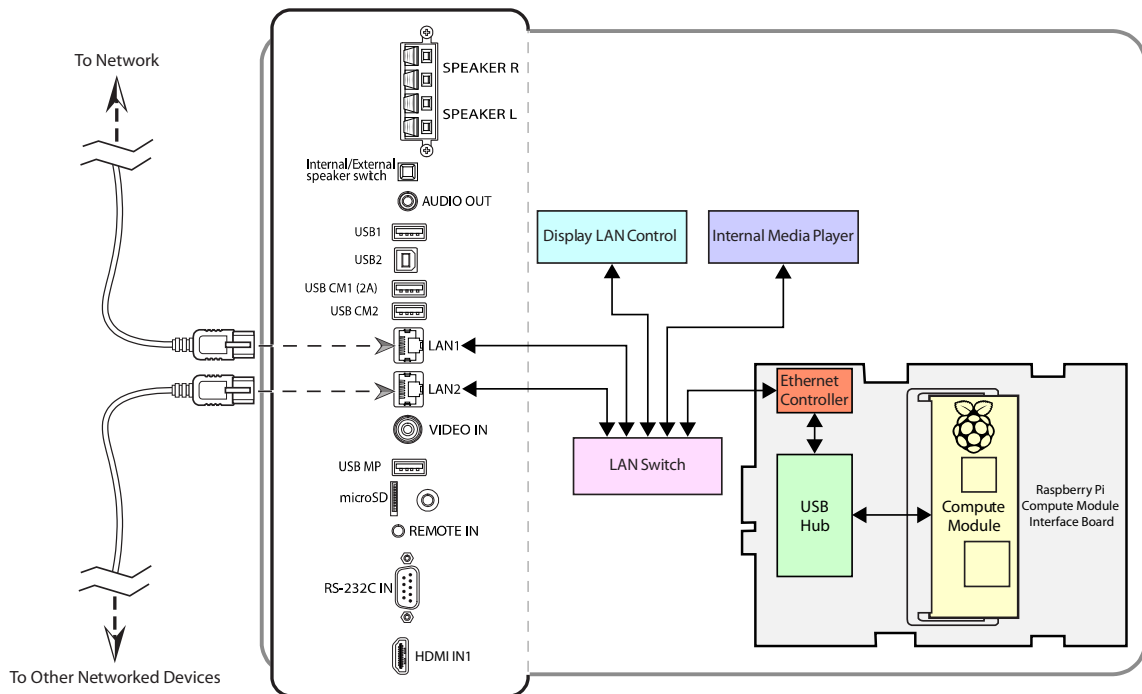 To Network
SPEAKER R
SPEAKER L
Internal/External
speaker switch
AUDIO OUT
USB1
USB2
USB CM1 (2A)
USB CM2
LAN1
LAN2
VIDEO IN
USB MP
microSD
REMOTE IN
RS-232C IN
HDMI IN1
To Other Networked Devices
Display LAN Control
Internal Media Player
LAN Switch
Ethernet
Controller
USB
Hub
Compute
Module
Raspberry Pi
Compute Module
Interface Board